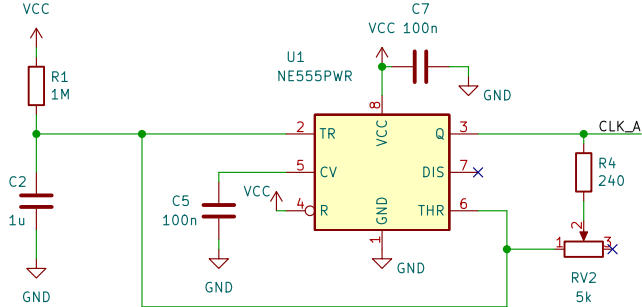 VCC
C7
VCC 100n
U1
NE555PWR
R1
1M
GND
8
VCC
2
TR
Q
3
CLK_A
C2
1u
5
CV
DIS
7
R4
240
VCC
C5
100n
4
R
GND
THR
6
1
GND
2
1
3
RV2
5k
GND
GND